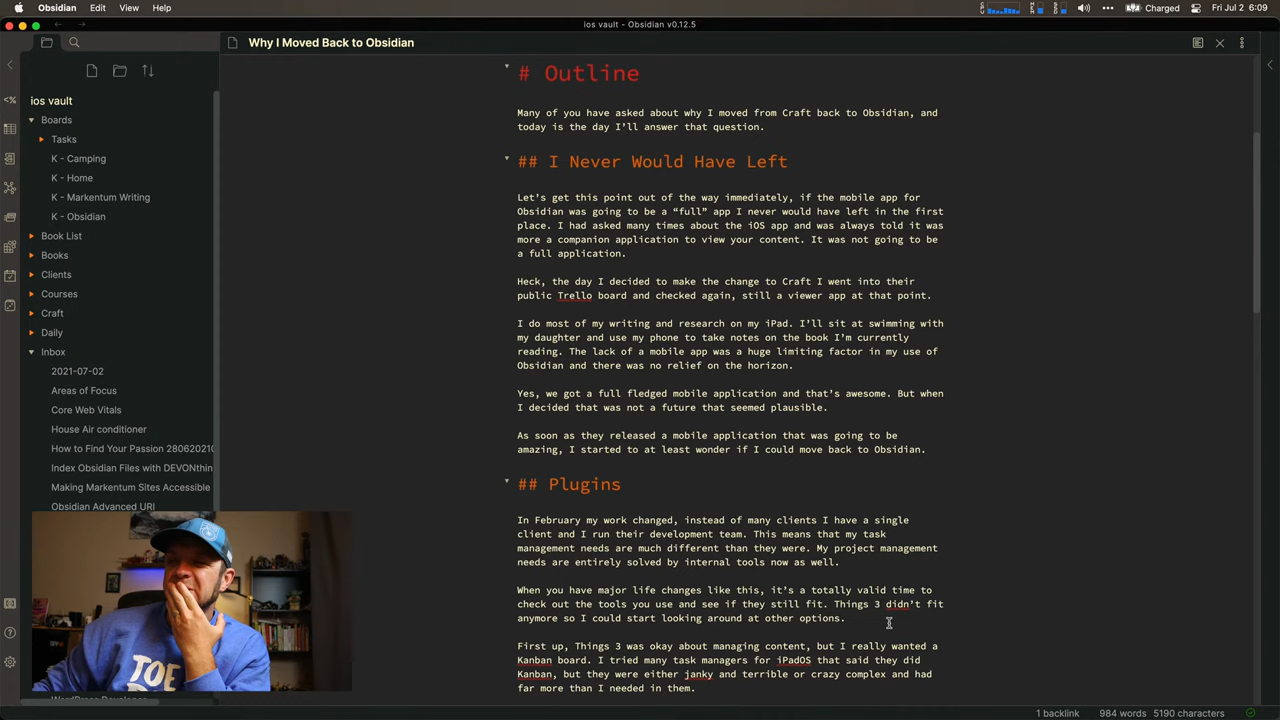 Obsidian Edit View Help
Charged
Fri Jul 2 6:09
ios vault - Obsidian v0.12.5
Why I Moved Back to Obsidian
ios vault
Boards
Tasks
K - Camping
K - Home
K - Markentum Writing
K - Obsidian
Book List
Books
Clients
Courses
Craft
Daily
Inbox
2021-07-02
Areas of Focus
Core Web Vitals
House Air conditioner
How to Find Your Passion 280620210
Index Obsidian Files with DEVONthin
Making Markentum Sites Accessible
Obsidian Advanced URI
# Outline
Many of you have asked about why I moved from Craft back to Obsidian, and
today is the day I’ll answer that question.
## I Never Would Have Left
Let’s get this point out of the way immediately, if the mobile app for
Obsidian was going to be a “full” app I never would have left in the first
place. I had asked many times about the iOS app and was always told it was
more a companion application to view your content. It was not going to be
a full application.
Heck, the day I decided to make the change to Craft I went into their
public Trello board and checked again, still a viewer app at that point.
I do most of my writing and research on my iPad. I’ll sit at swimming with
my daughter and use my phone to take notes on the book I’m currently
reading. The lack of a mobile app was a huge limiting factor in my use of
Obsidian and there was no relief on the horizon.
Yes, we got a full fledged mobile application and that’s awesome. But when
I decided that was not a future that seemed plausible.
As soon as they released a mobile application that was going to be
amazing, I started to at least wonder if I could move back to Obsidian.
## Plugins
In February my work changed, instead of many clients I have a single
client and I run their development team. This means that my task
management needs are much different than they were. My project management
needs are entirely solved by internal tools now as well.
When you have major life changes like this, it’s a totally valid time to
check out the tools you use and see if they still fit. Things 3 didn’t fit
anymore so I could start looking around at other options.
First up, Things 3 was okay about managing content, but I really wanted a
Kanban board. I tried many task managers for iPadOS that said they did
Kanban, but they were either janky and terrible or crazy complex and had
far more than I needed in them.
1 backlink 984 words 5190 characters